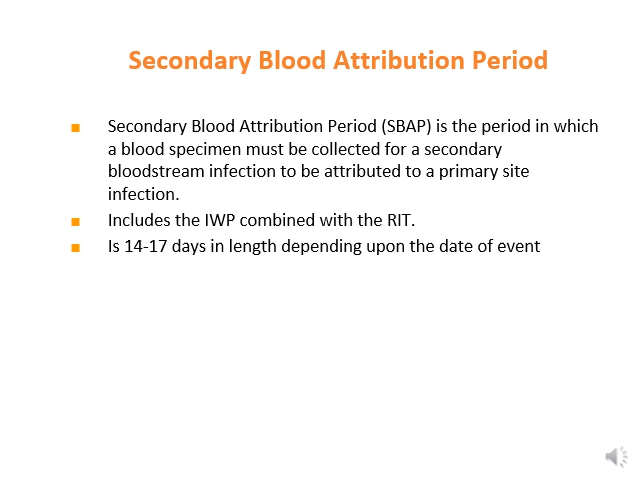 Secondary Blood Attribution Period
■ Secondary Blood Attribution Period (SBAP) is the period in which
a blood specimen must be collected for a secondary
bloodstream infection to be attributed to a primary site
infection.
■ Includes the IWP combined with the RIT.
■ Is 14-17 days in length depending upon the date of event